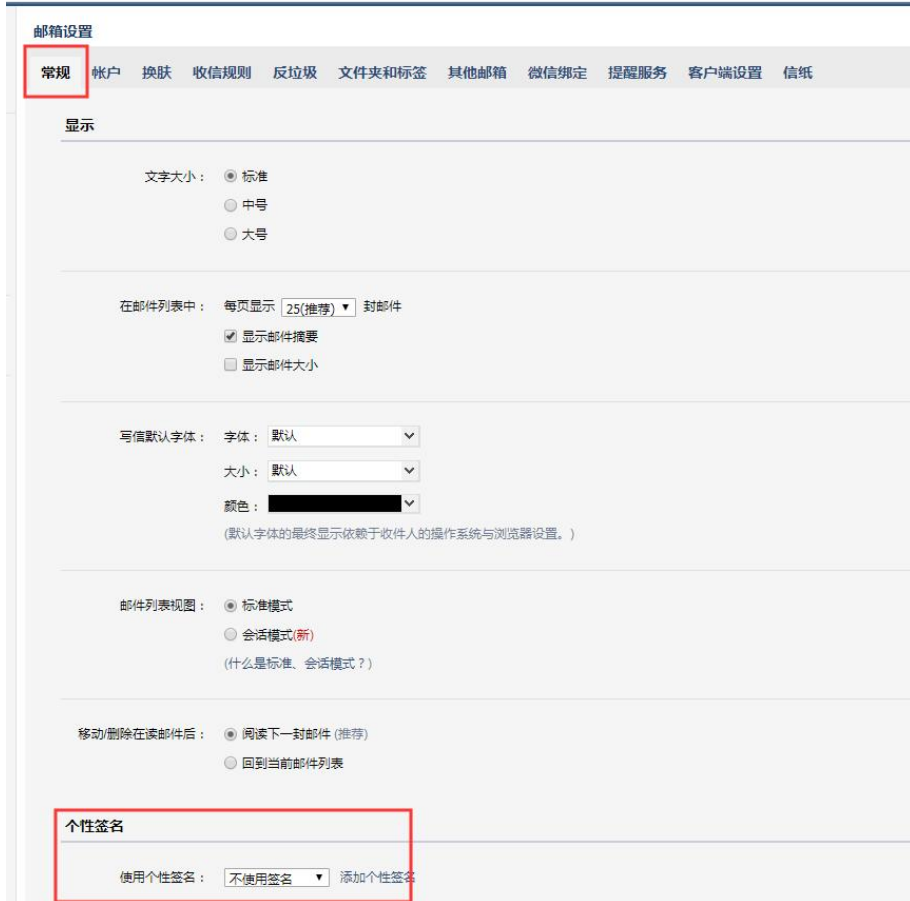 邮箱设置
常规 帐户 换肤 收信规则 反垃圾 文件夹和标签 其他邮箱 微信绑定 提醒服务 客户端设置 信纸
显示
文字大小： 标准
中号
大号
在邮件列表中： 每页显示 25(推荐) 封邮件
显示邮件摘要
显示邮件大小
写信默认字体： 字体： 默认
大小： 默认
颜色：
(默认字体的最终显示依赖于收件人的操作系统与浏览器设置。)
邮件列表视图： 标准模式
会话模式(新)
(什么是标准、会话模式？)
移动/删除在读邮件后： 阅读下一封邮件 (推荐)
回到当前邮件列表
个性签名
使用个性签名： 不使用签名 添加个性签名